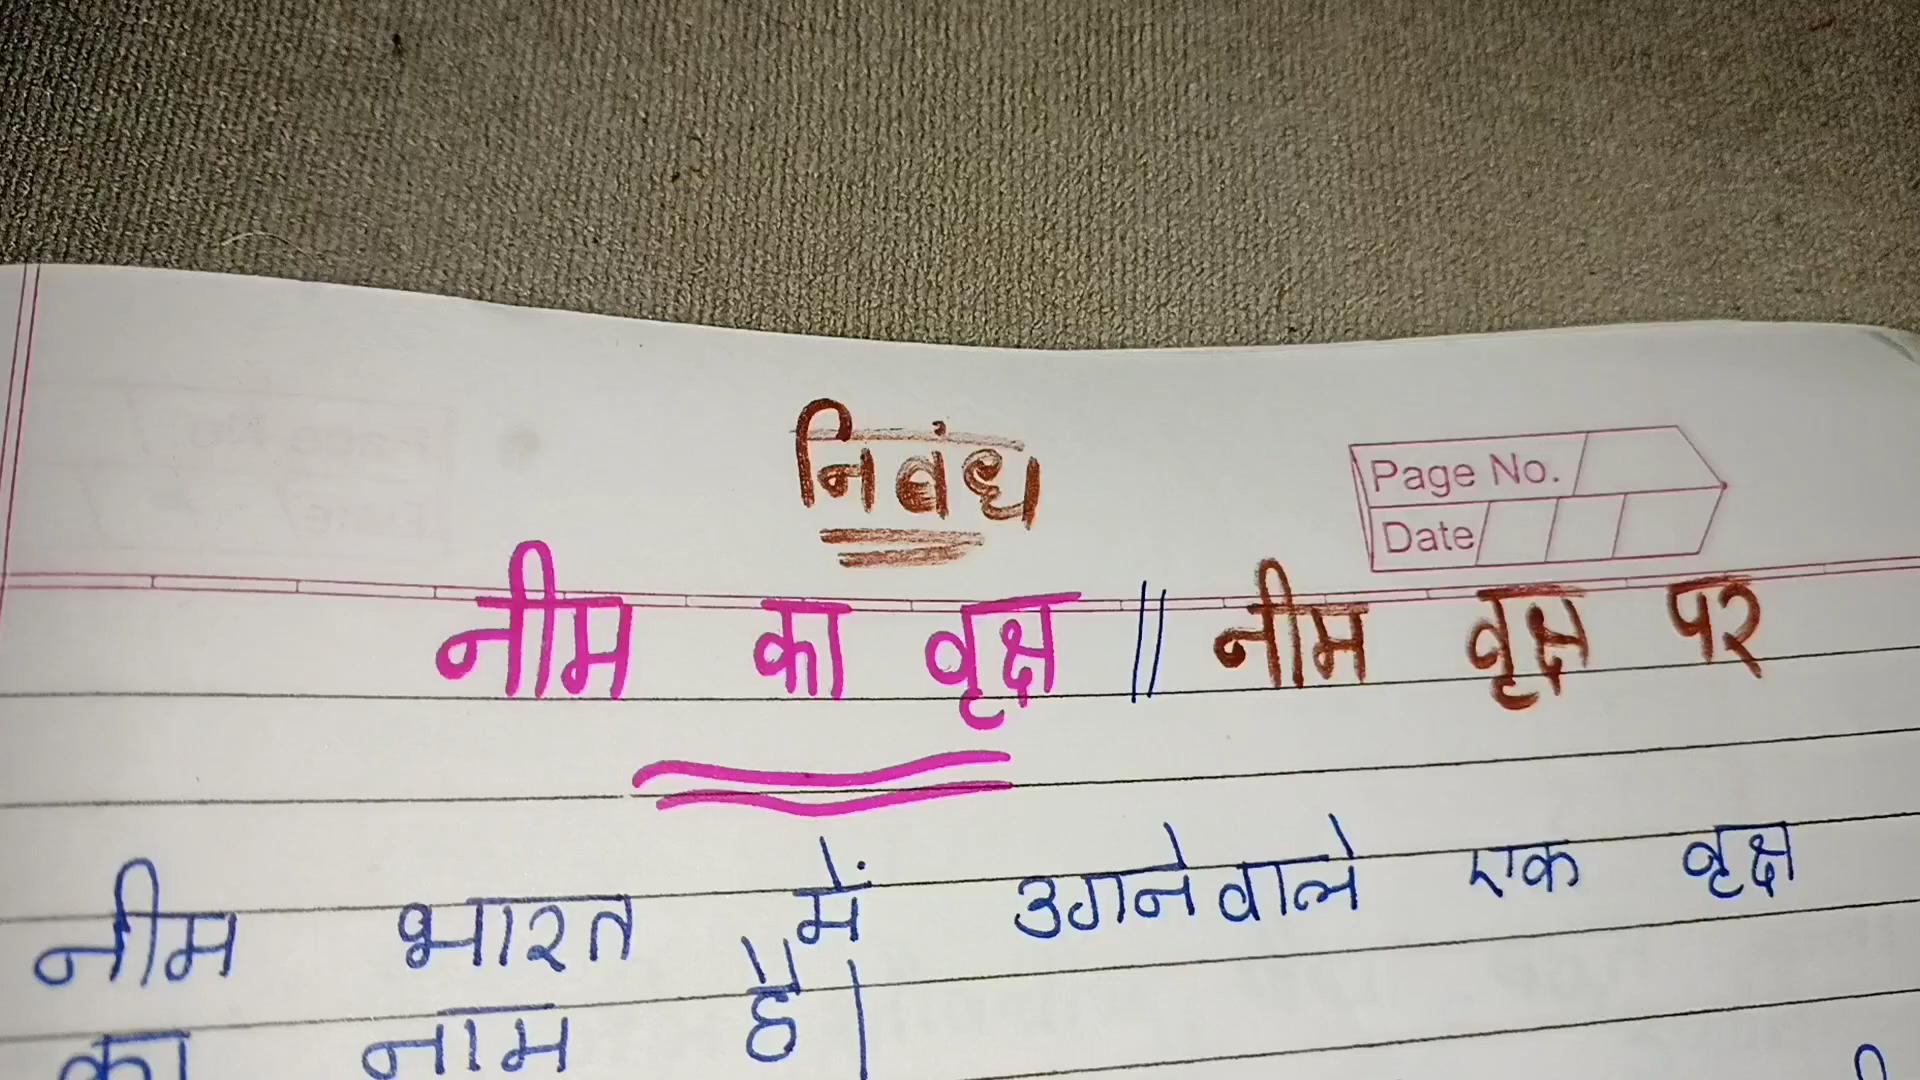 निबंध
Page No.
Date
नीम का वृक्ष || नीम वृक्ष पर
नीम भारत में उगनेवाले एक वृक्ष
का नाम है।